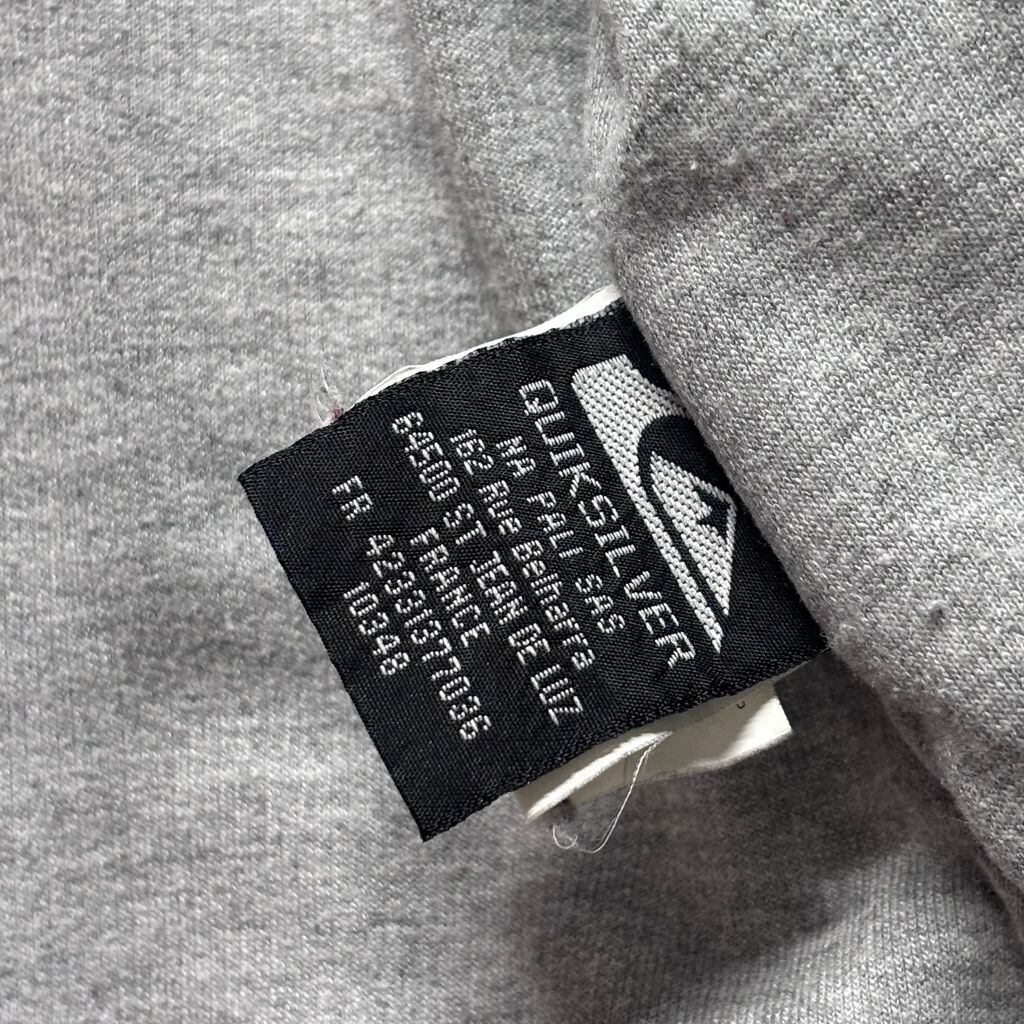 QUIKSILVER
NA PALI SAS
162 Rue Belharra
64500 ST JEAN DE LUZ
FRANCE
FR 42331377036
10348